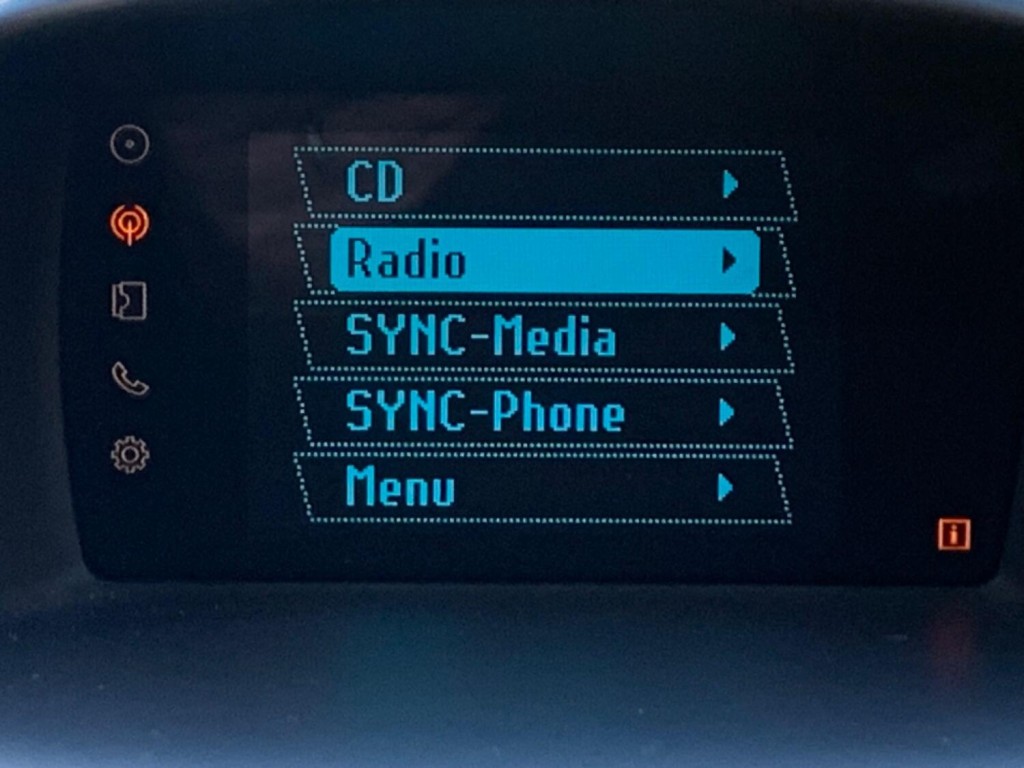 CD
Radio
SYNC-Media
SYNC-Phone
Menu
i